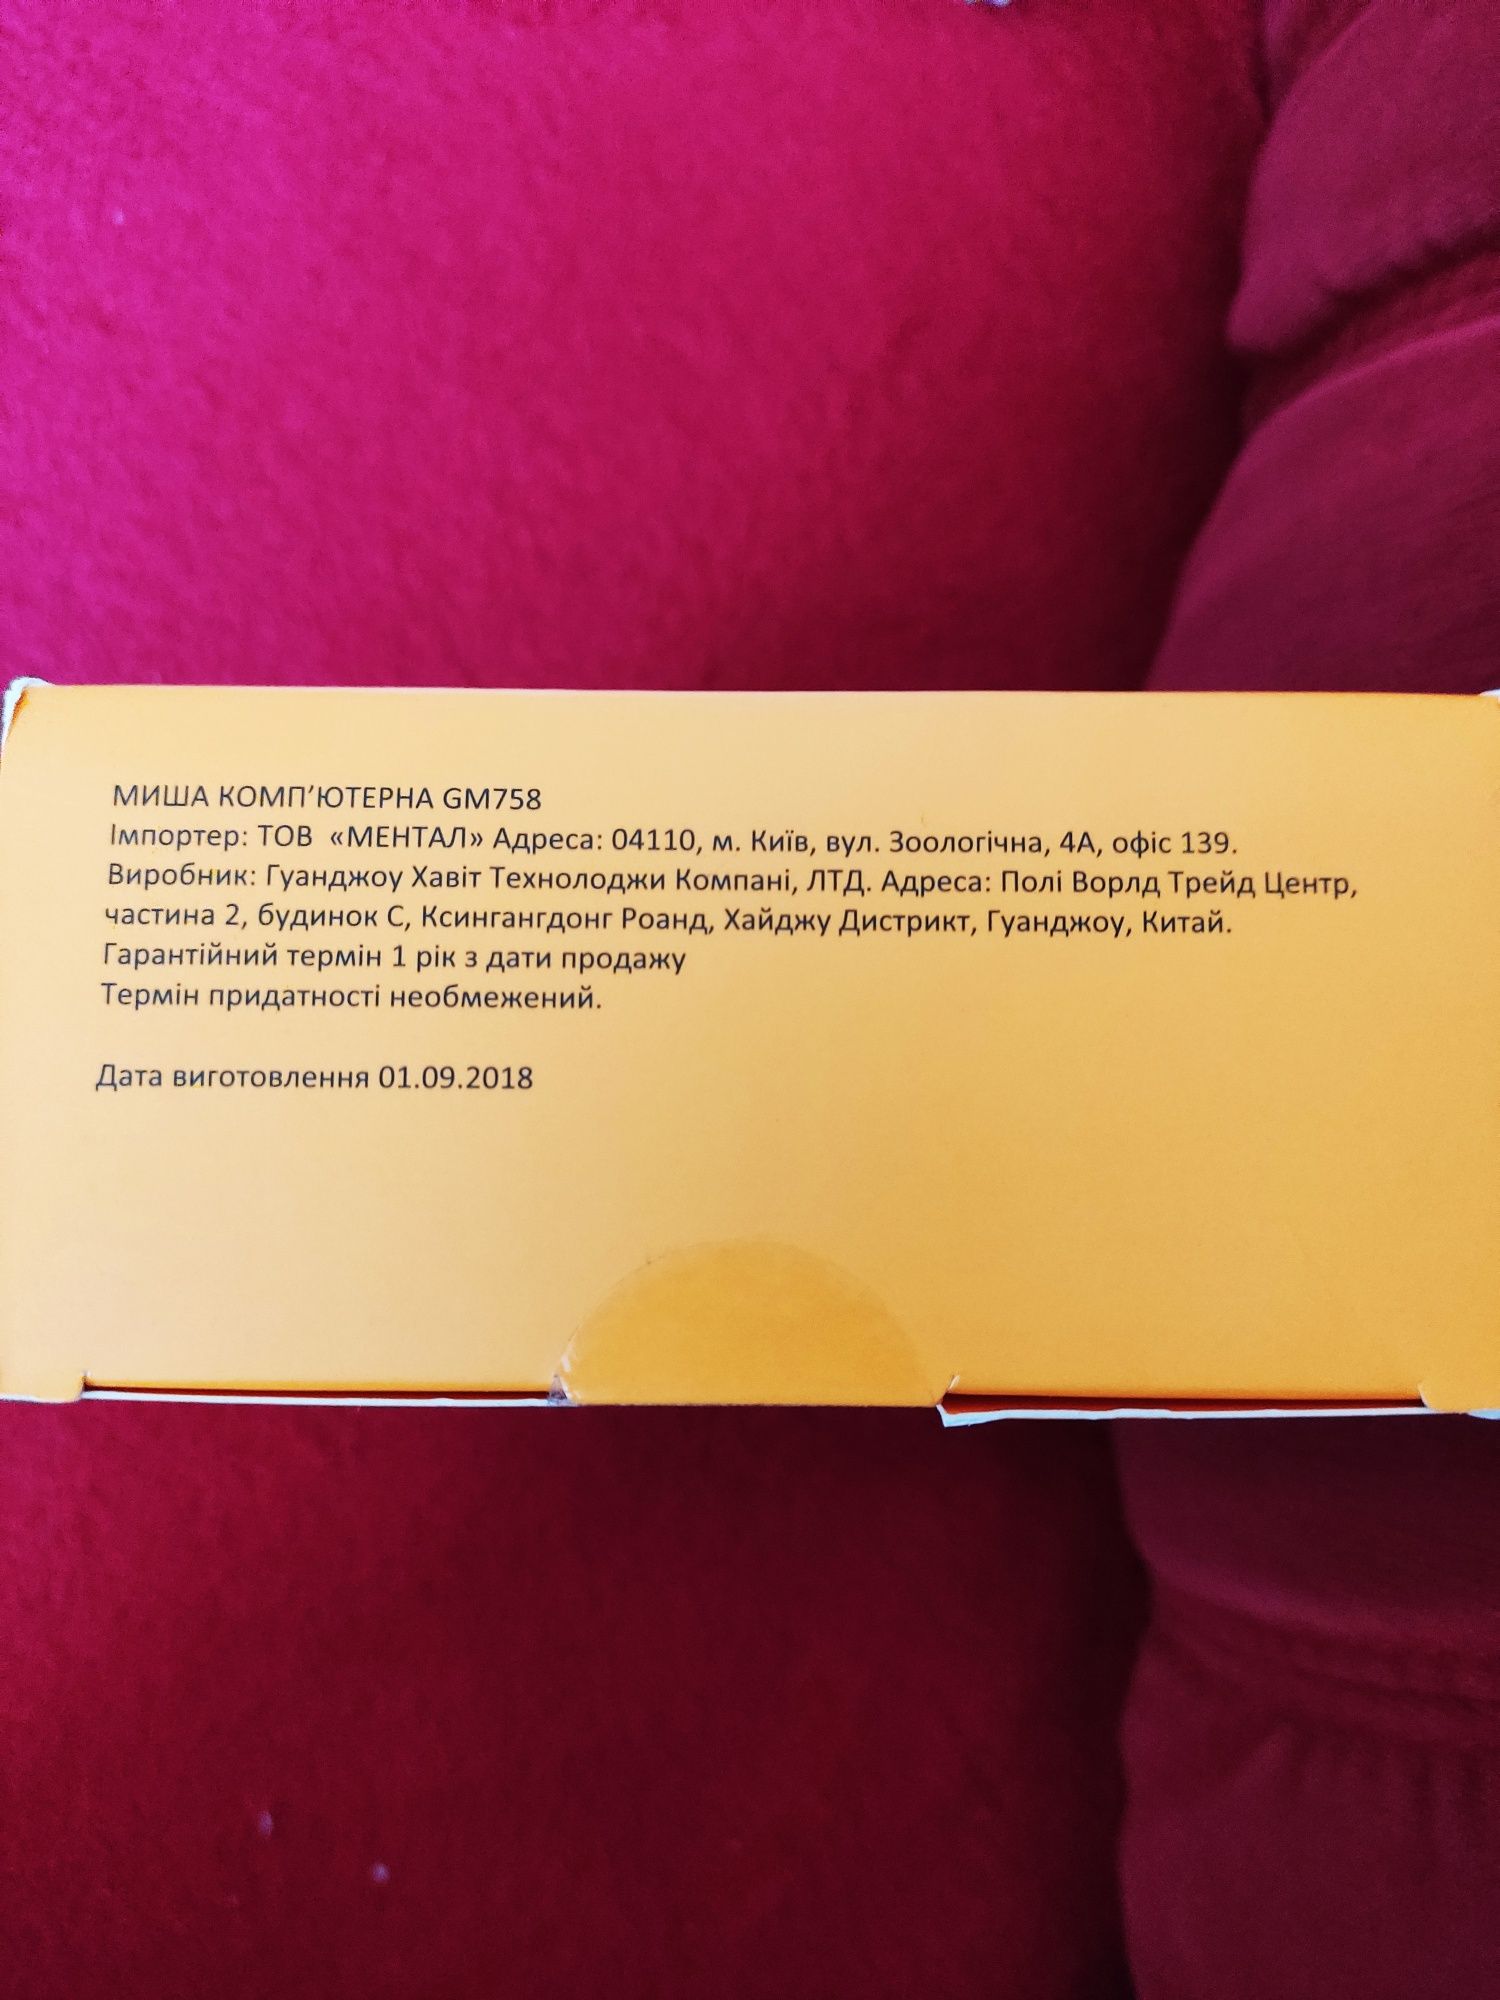 МИША КОМП’ЮТЕРНА GM758
Імпортер: ТОВ «МЕНТАЛ» Адреса: 04110, м. Київ, вул. Зоологічна, 4А, офіс 139.
Виробник: Гуанджоу Хавіт Технолоджи Компані, ЛТД. Адреса: Полі Ворлд Трейд Центр,
частина 2, будинок С, Ксингангдонг Роанд, Хайджу Дистрикт, Гуанджоу, Китай.
Гарантійний термін 1 рік з дати продажу
Термін придатності необмежений.
Дата виготовлення 01.09.2018